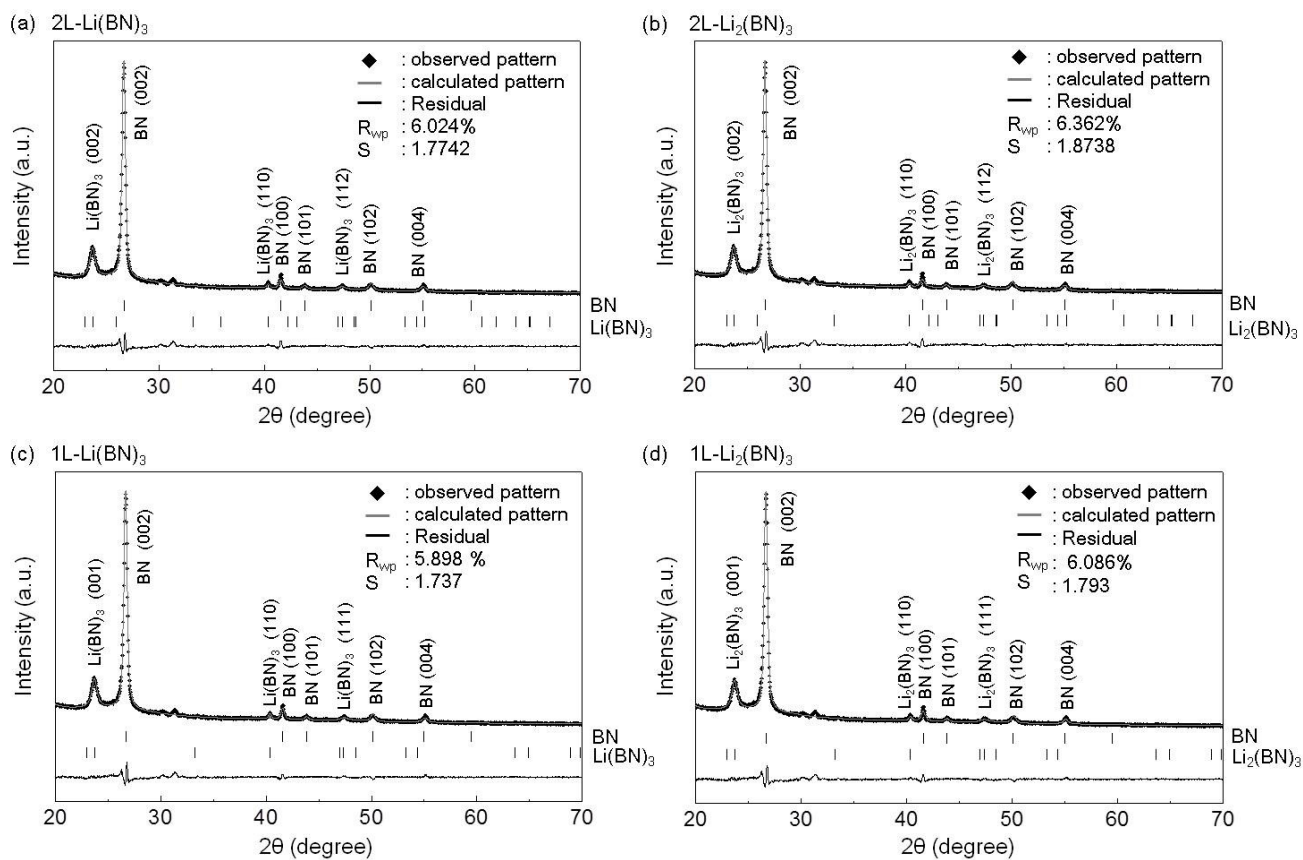 (a) 2L-Li(BN)₃
◆ : observed pattern
— : calculated pattern
— : Residual
R_wp : 6.024%
S : 1.7742
Li(BN)₃ (002)
BN (002)
Li(BN)₃ (110)
BN (100)
BN (101)
Li(BN)₃ (112)
BN (102)
BN (004)
BN
Li(BN)₃
Intensity (a.u.)
20 30 40 50 60 70
2θ (degree)
(b) 2L-Li₂(BN)₃
◆ : observed pattern
— : calculated pattern
— : Residual
R_wp : 6.362%
S : 1.8738
Li₂(BN)₃ (002)
BN (002)
Li₂(BN)₃ (110)
BN (100)
BN (101)
Li₂(BN)₃ (112)
BN (102)
BN (004)
BN
Li₂(BN)₃
Intensity (a.u.)
20 30 40 50 60 70
2θ (degree)
(c) 1L-Li(BN)₃
◆ : observed pattern
— : calculated pattern
— : Residual
R_wp : 5.898 %
S : 1.737
Li(BN)₃ (001)
BN (002)
Li(BN)₃ (110)
BN (100)
BN (101)
Li(BN)₃ (111)
BN (102)
BN (004)
BN
Li(BN)₃
Intensity (a.u.)
20 30 40 50 60 70
2θ (degree)
(d) 1L-Li₂(BN)₃
◆ : observed pattern
— : calculated pattern
— : Residual
R_wp : 6.086%
S : 1.793
Li₂(BN)₃ (001)
BN (002)
Li₂(BN)₃ (110)
BN (100)
BN (101)
Li₂(BN)₃ (111)
BN (102)
BN (004)
BN
Li₂(BN)₃
Intensity (a.u.)
20 30 40 50 60 70
2θ (degree)